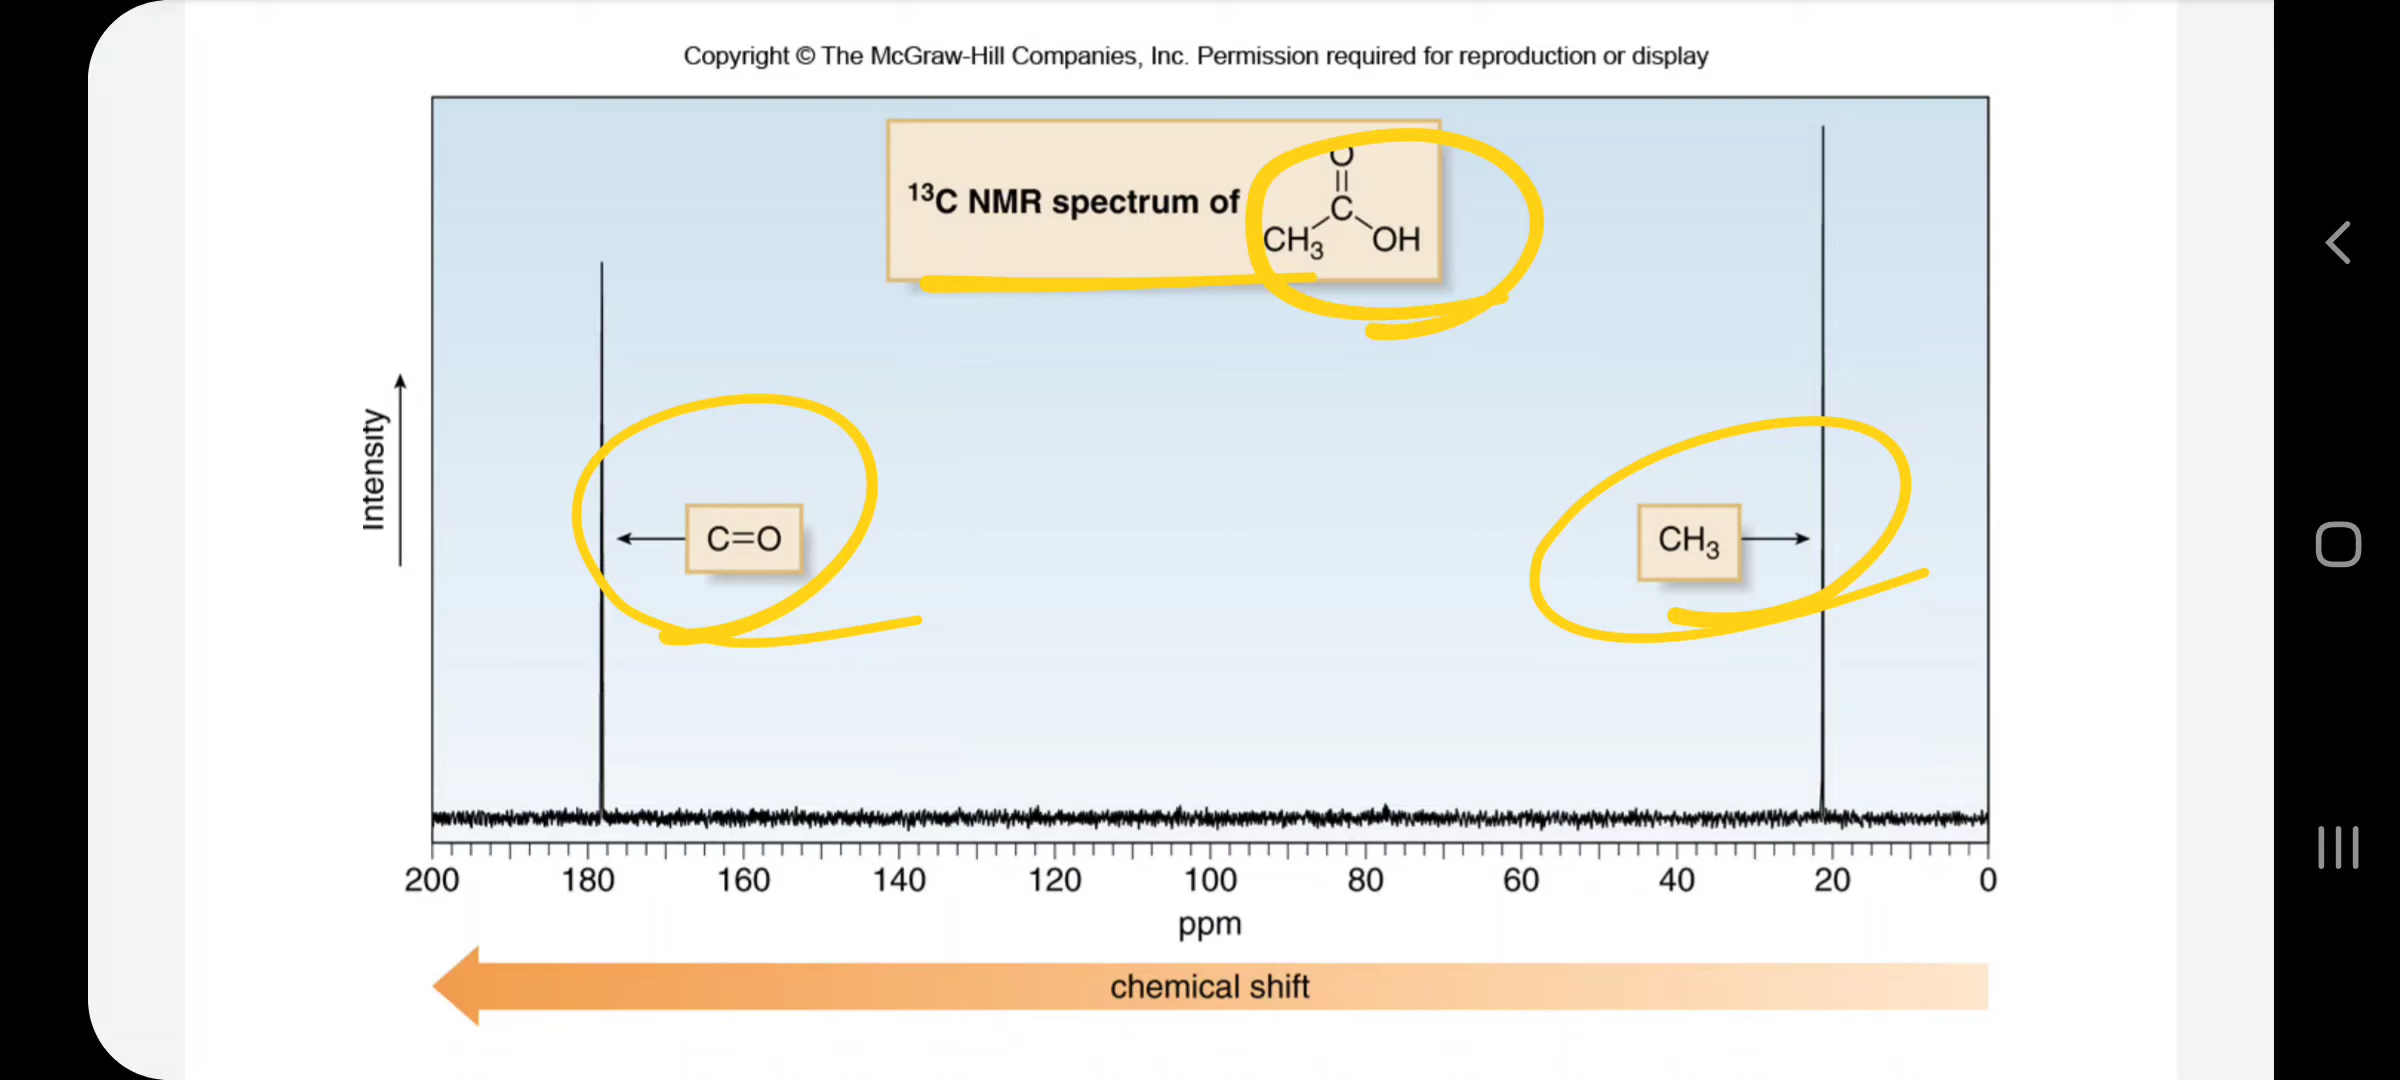 Copyright © The McGraw-Hill Companies, Inc. Permission required for reproduction or display
¹³C NMR spectrum of
O
C
CH₃ OH
Intensity
C=O
CH₃
200 180 160 140 120 100 80 60 40 20 0
ppm
chemical shift